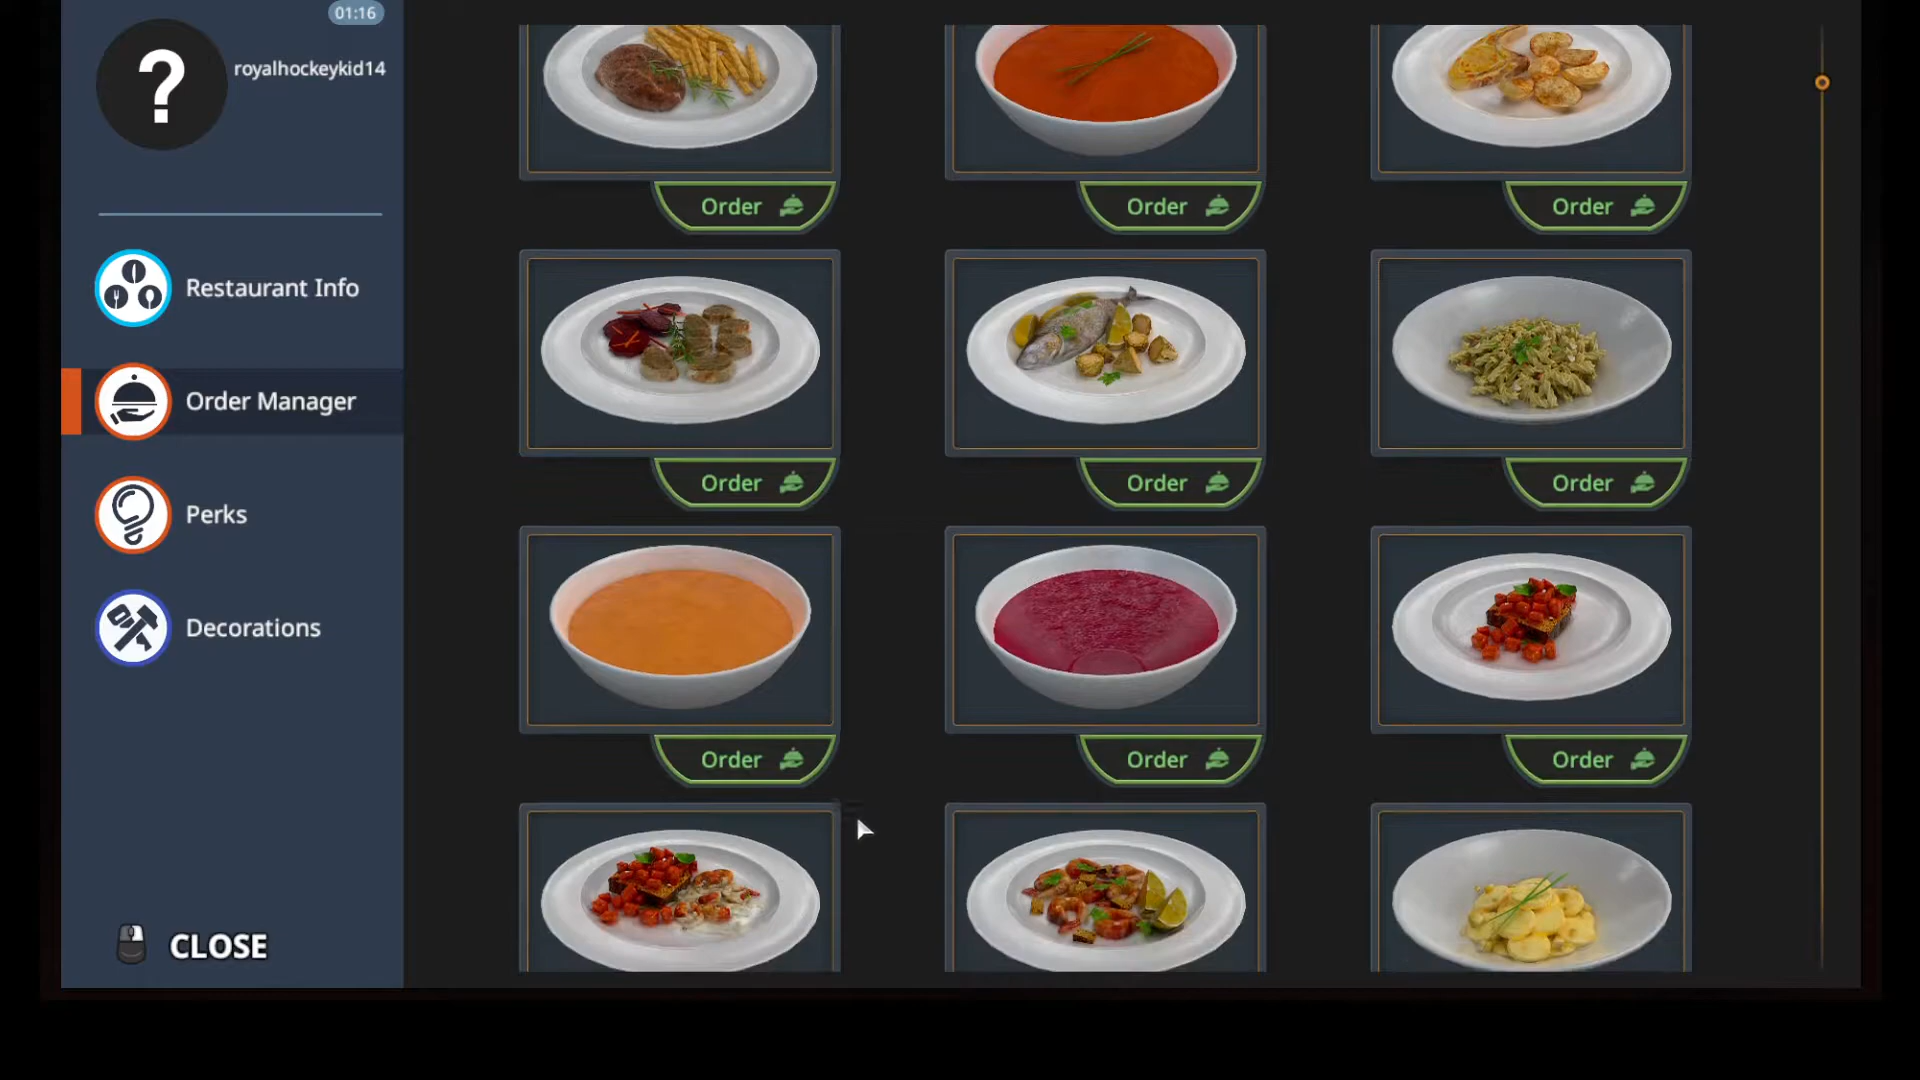 01:16
?
royalhockeykid14
Restaurant Info
Order Manager
Perks
Decorations
CLOSE
Order
Order
Order
Order
Order
Order
Order
Order
Order